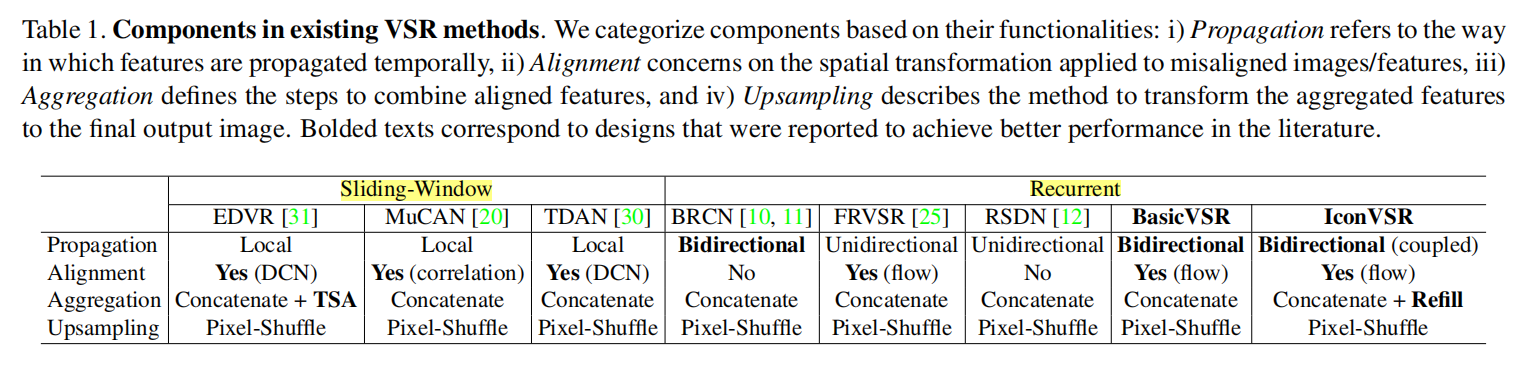 Table 1. Components in existing VSR methods. We categorize components based on their functionalities: i) Propagation refers to the way
in which features are propagated temporally, ii) Alignment concerns on the spatial transformation applied to misaligned images/features, iii)
Aggregation defines the steps to combine aligned features, and iv) Upsampling describes the method to transform the aggregated features
to the final output image. Bolded texts correspond to designs that were reported to achieve better performance in the literature.
Sliding-Window Recurrent
EDVR [31] MuCAN [20] TDAN [30] BRCN [10, 11] FRVSR [25] RSDN [12] BasicVSR IconVSR
Propagation Local Local Local Bidirectional Unidirectional Unidirectional Bidirectional Bidirectional (coupled)
Alignment Yes (DCN) Yes (correlation) Yes (DCN) No Yes (flow) No Yes (flow) Yes (flow)
Aggregation Concatenate + TSA Concatenate Concatenate Concatenate Concatenate Concatenate Concatenate Concatenate + Refill
Upsampling Pixel-Shuffle Pixel-Shuffle Pixel-Shuffle Pixel-Shuffle Pixel-Shuffle Pixel-Shuffle Pixel-Shuffle Pixel-Shuffle